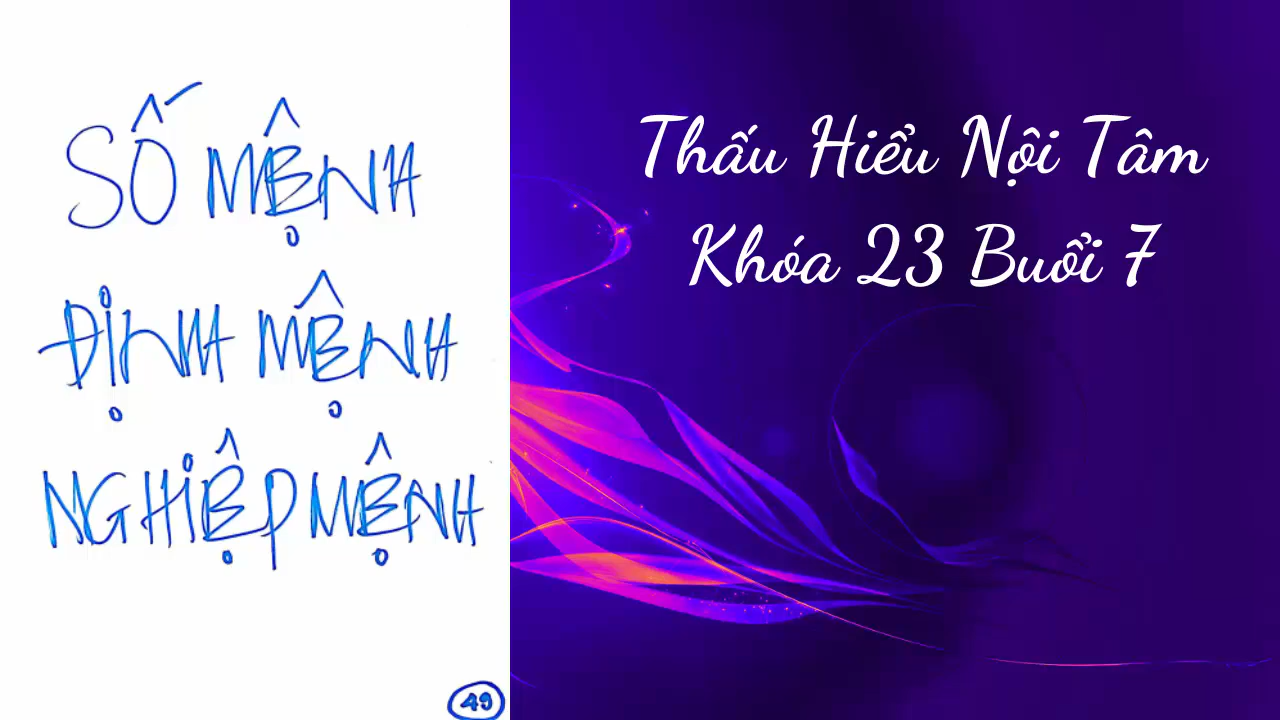 SỐ MỆNH
ĐỊNH MỆNH
NGHIỆP MỆNH
49
Thấu Hiểu Nội Tâm
Khóa 23 Buổi 7